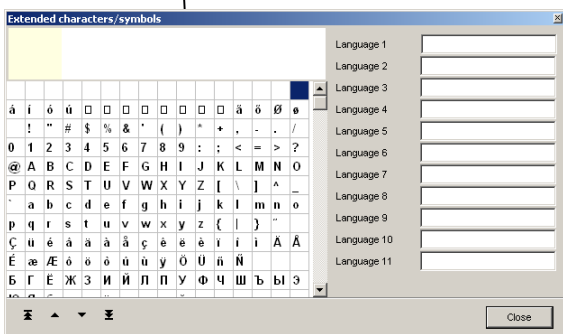 Extended characters/symbols
Language 1
Language 2
Language 3
Language 4
Language 5
Language 6
Language 7
Language 8
Language 9
Language 10
Language 11
á í ó ú □ □ □ □ □ □ □ ä ö Ø ø
! " # $ % & ' ( ) * + , - . /
0 1 2 3 4 5 6 7 8 9 : ; < = > ?
@ A B C D E F G H I J K L M N O
P Q R S T U V W X Y Z [ \ ] ^ _
` a b c d e f g h i j k l m n o
p q r s t u v w x y z { | } ¨
Ç ü é â ä à å ç ê ë è ï î ì Ä Å
É æ Æ ô ö ò û ù ÿ Ö Ü ñ Ñ
Б Г Ё Ж З И Й Л П У Ф Ч Ш Ъ Ы Э
Close